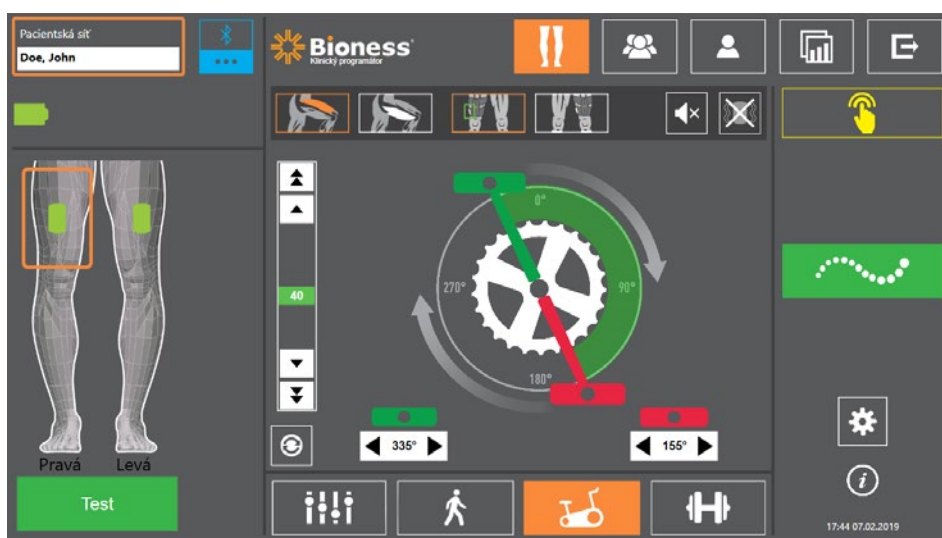 Pacientská síť
Doe, John
Bioness
Klinický programátor
0°
270°
90°
40
180°
335°
155°
Pravá
Levá
Test
17:44 07.02.2019